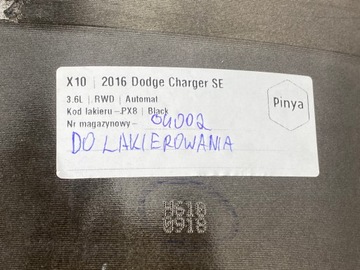 X10 | 2016 Dodge Charger SE
3.6L | RWD | Automat
Kod lakieru – PX8 | Black
Nr magazynowy – 04002
DO LAKIEROWANIA
Pinya
H618
0918